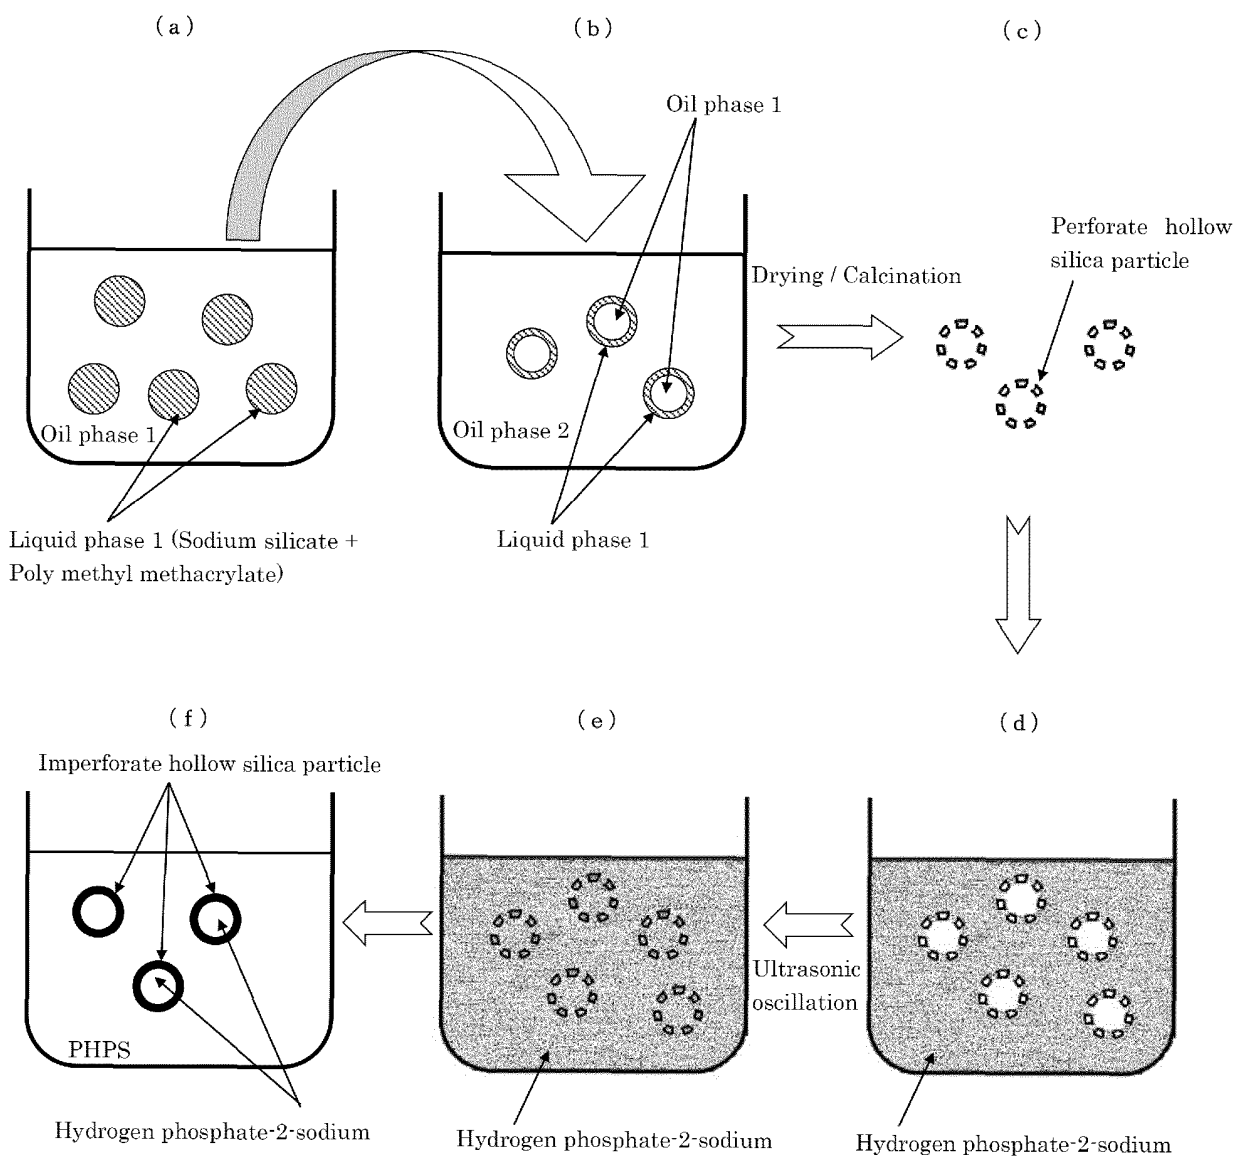 (a)
(b)
(c)
Oil phase 1
Perforate hollow
silica particle
Drying / Calcination
Oil phase 1
Oil phase 2
Liquid phase 1 (Sodium silicate +
Poly methyl methacrylate)
Liquid phase 1
(f)
(e)
(d)
Imperforate hollow silica particle
Ultrasonic
oscillation
PHPS
Hydrogen phosphate-2-sodium
Hydrogen phosphate-2-sodium
Hydrogen phosphate-2-sodium